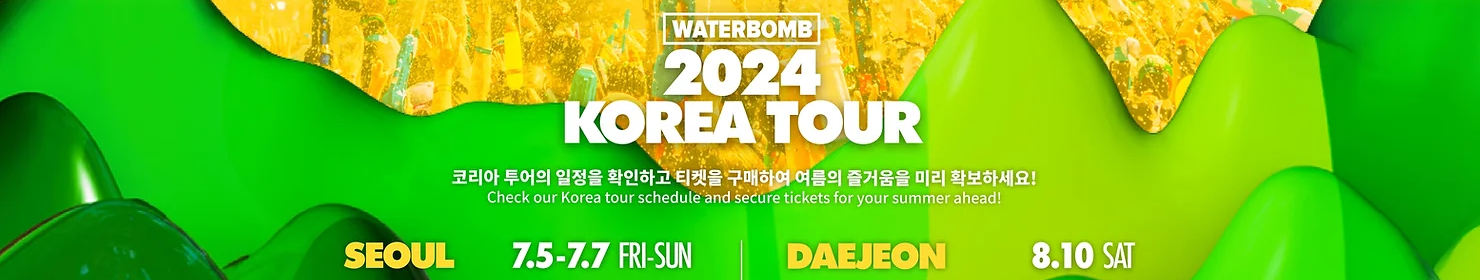 WATERBOMB
2024
KOREA TOUR
코리아 투어의 일정을 확인하고 티켓을 구매하여 여름의 즐거움을 미리 확보하세요!
Check our Korea tour schedule and secure tickets for your summer ahead!
SEOUL 7.5-7.7 FRI-SUN DAEJEON 8.10 SAT